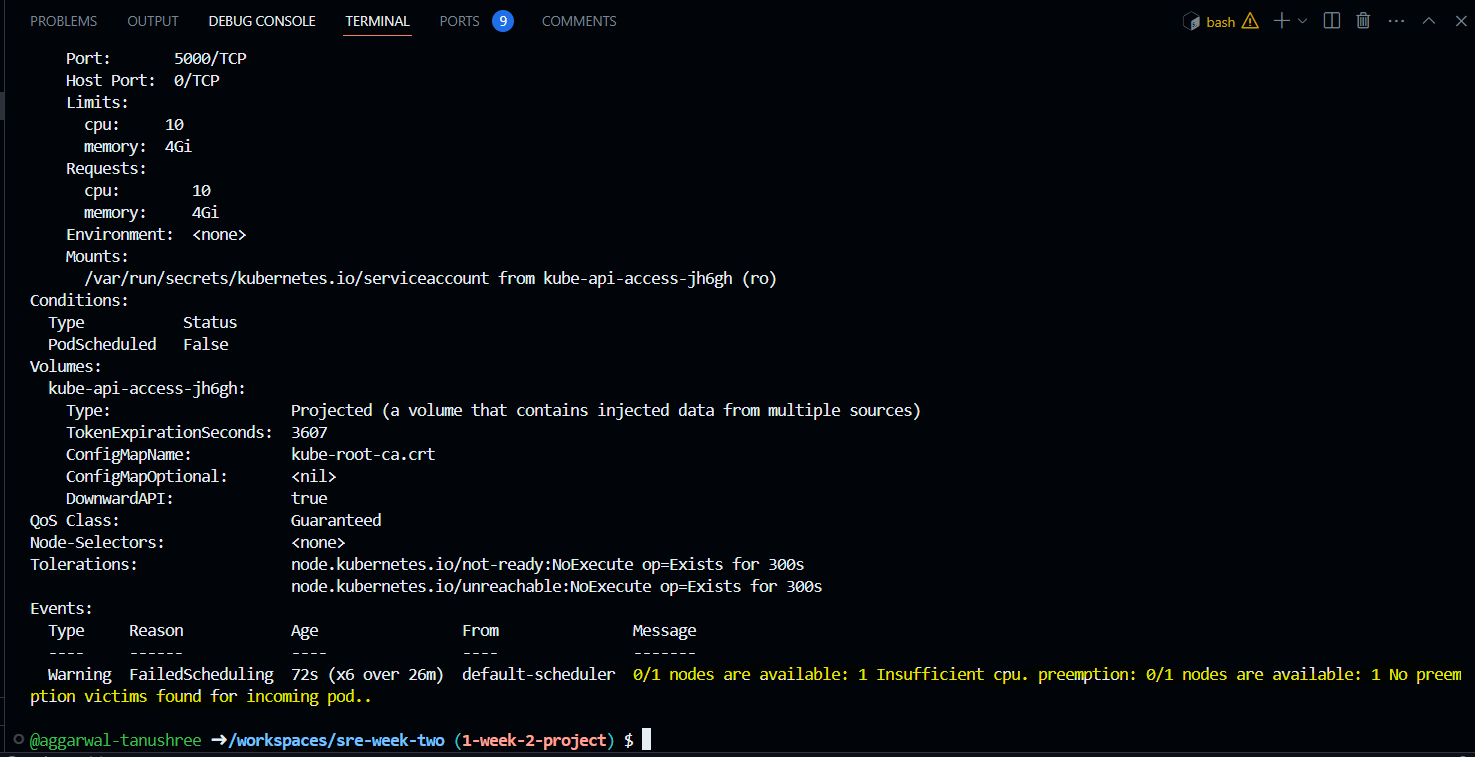 PROBLEMS OUTPUT DEBUG CONSOLE TERMINAL PORTS 9 COMMENTS bash
Port: 5000/TCP
Host Port: 0/TCP
Limits:
cpu: 10
memory: 4Gi
Requests:
cpu: 10
memory: 4Gi
Environment: <none>
Mounts:
/var/run/secrets/kubernetes.io/serviceaccount from kube-api-access-jh6gh (ro)
Conditions:
Type Status
PodScheduled False
Volumes:
kube-api-access-jh6gh:
Type: Projected (a volume that contains injected data from multiple sources)
TokenExpirationSeconds: 3607
ConfigMapName: kube-root-ca.crt
ConfigMapOptional: <nil>
DownwardAPI: true
QoS Class: Guaranteed
Node-Selectors: <none>
Tolerations: node.kubernetes.io/not-ready:NoExecute op=Exists for 300s
node.kubernetes.io/unreachable:NoExecute op=Exists for 300s
Events:
Type Reason Age From Message
---- ------ ---- ---- -------
Warning FailedScheduling 72s (x6 over 26m) default-scheduler 0/1 nodes are available: 1 Insufficient cpu. preemption: 0/1 nodes are available: 1 No preem
ption victims found for incoming pod..
@aggarwal-tanushree ➜/workspaces/sre-week-two (1-week-2-project) $